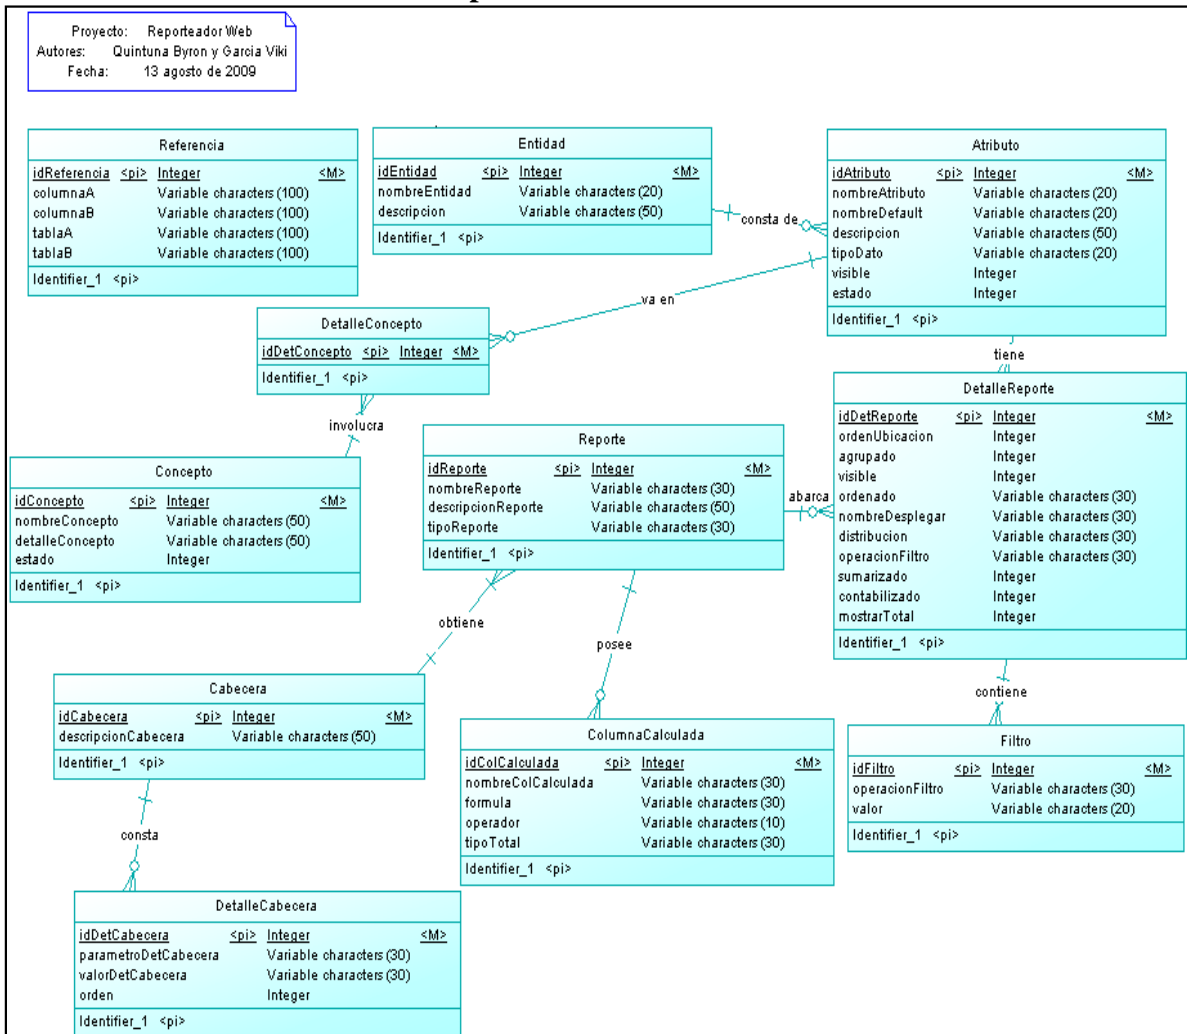 Proyecto: Reporteador Web
Autores: Quintuna Byron y Garcia Viki
Fecha: 13 agosto de 2009
Referencia
idReferencia <pi> Integer <M>
columnaA Variable characters (100)
columnaB Variable characters (100)
tablaA Variable characters (100)
tablaB Variable characters (100)
Identifier_1 <pi>
Entidad
idEntidad <pi> Integer <M>
nombreEntidad Variable characters (20)
descripcion Variable characters (50)
Identifier_1 <pi>
consta de
Atributo
idAtributo <pi> Integer <M>
nombreAtributo Variable characters (20)
nombreDefault Variable characters (20)
descripcion Variable characters (50)
tipoDato Variable characters (20)
visible Integer
estado Integer
Identifier_1 <pi>
va en
DetalleConcepto
idDetConcepto <pi> Integer <M>
Identifier_1 <pi>
involucra
tiene
Concepto
idConcepto <pi> Integer <M>
nombreConcepto Variable characters (50)
detalleConcepto Variable characters (50)
estado Integer
Identifier_1 <pi>
Reporte
idReporte <pi> Integer <M>
nombreReporte Variable characters (30)
descripcionReporte Variable characters (50)
tipoReporte Variable characters (30)
Identifier_1 <pi>
abarca
DetalleReporte
idDetReporte <pi> Integer <M>
ordenUbicacion Integer
agrupado Integer
visible Integer
ordenado Variable characters (30)
nombreDesplegar Variable characters (30)
distribucion Variable characters (30)
operacionFiltro Variable characters (30)
sumarizado Integer
contabilizado Integer
mostrarTotal Integer
Identifier_1 <pi>
obtiene
posee
contiene
Cabecera
idCabecera <pi> Integer <M>
descripcionCabecera Variable characters (50)
Identifier_1 <pi>
consta
ColumnaCalculada
idColCalculada <pi> Integer <M>
nombreColCalculada Variable characters (30)
formula Variable characters (30)
operador Variable characters (10)
tipoTotal Variable characters (30)
Identifier_1 <pi>
Filtro
idFiltro <pi> Integer <M>
operacionFiltro Variable characters (30)
valor Variable characters (20)
Identifier_1 <pi>
DetalleCabecera
idDetCabecera <pi> Integer <M>
parametroDetCabecera Variable characters (30)
valorDetCabecera Variable characters (30)
orden Integer
Identifier_1 <pi>